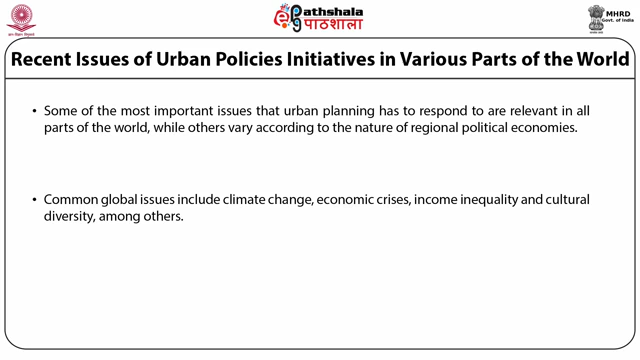 ePathshala
पाठशाला
MHRD
Govt. of India
Recent Issues of Urban Policies Initiatives in Various Parts of the World
• Some of the most important issues that urban planning has to respond to are relevant in all
parts of the world, while others vary according to the nature of regional political economies.
• Common global issues include climate change, economic crises, income inequality and cultural
diversity, among others.